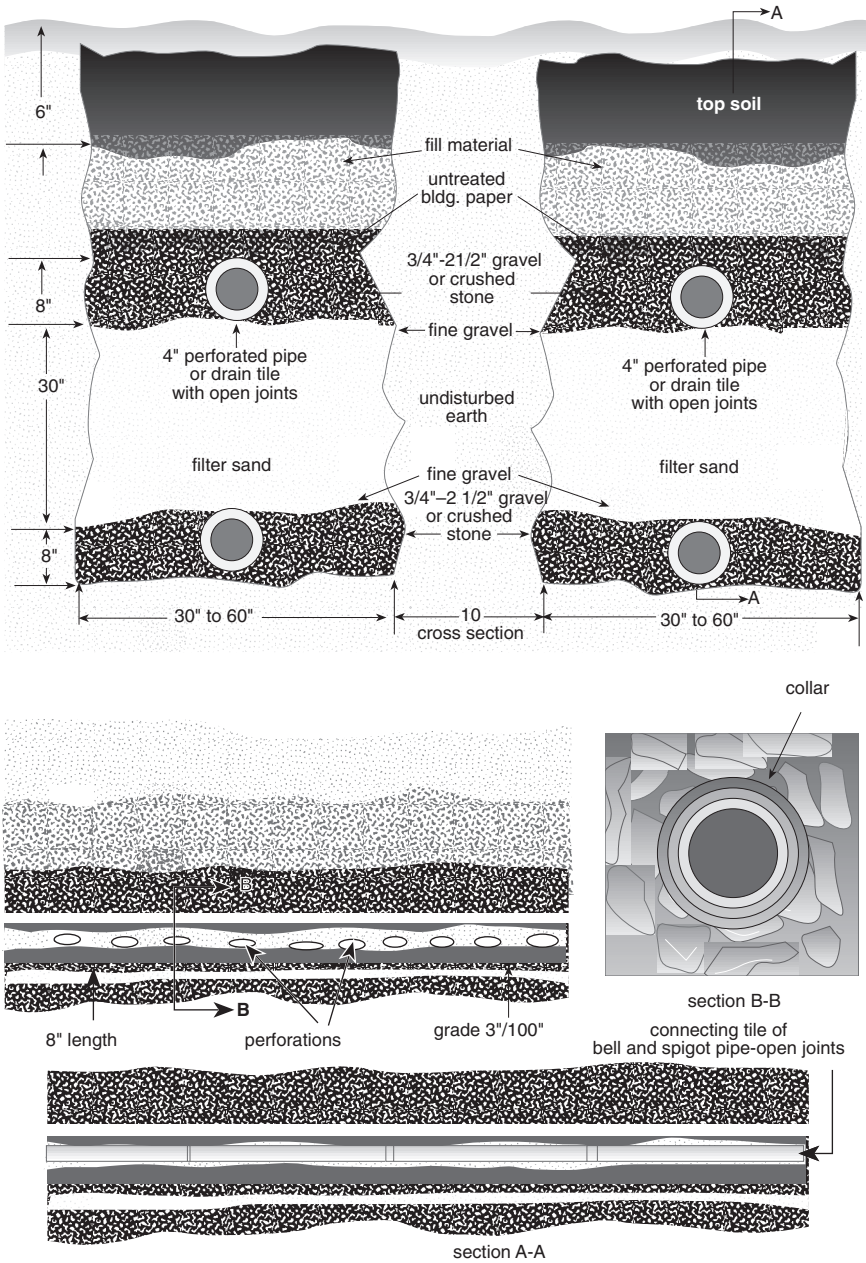 A
6"
top soil
fill material
untreated
bldg. paper
3/4"-21/2" gravel
or crushed
stone
8"
fine gravel
4" perforated pipe
or drain tile
with open joints
4" perforated pipe
or drain tile
with open joints
30"
undisturbed
earth
filter sand
filter sand
fine gravel
3/4"–2 1/2" gravel
or crushed
stone
8"
A
30" to 60"
10
30" to 60"
cross section
collar
B
B
8" length
perforations
grade 3"/100"
section B-B
connecting tile of
bell and spigot pipe-open joints
section A-A